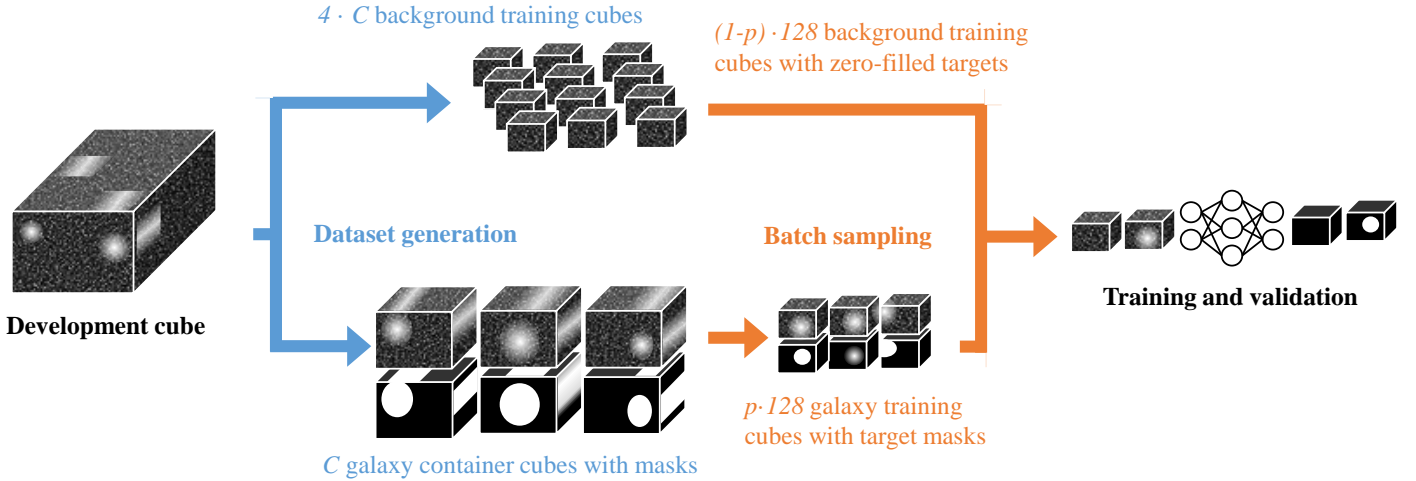 4 · C background training cubes
(1-p) · 128 background training
cubes with zero-filled targets
Dataset generation
Batch sampling
Development cube
Training and validation
p·128 galaxy training
cubes with target masks
C galaxy container cubes with masks